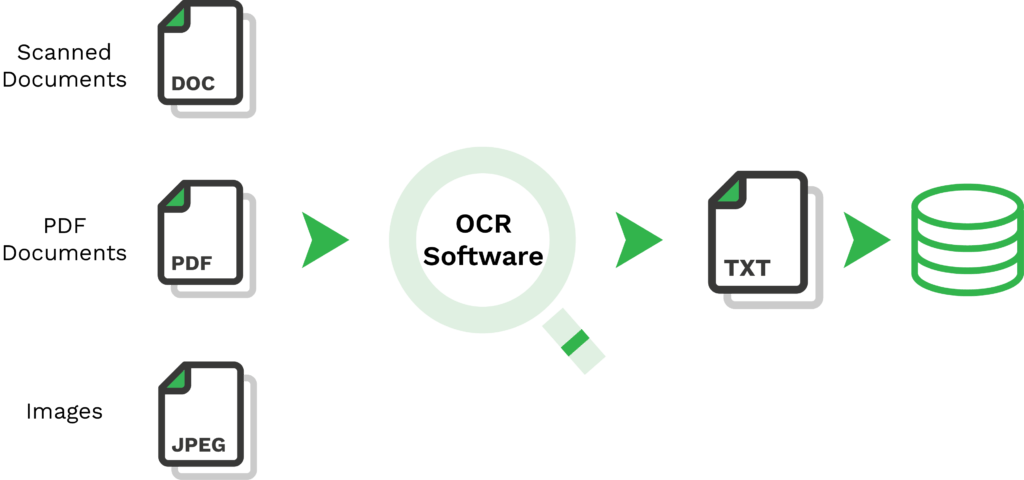 Scanned
Documents
DOC
PDF
Documents
PDF
Images
JPEG
OCR
Software
TXT